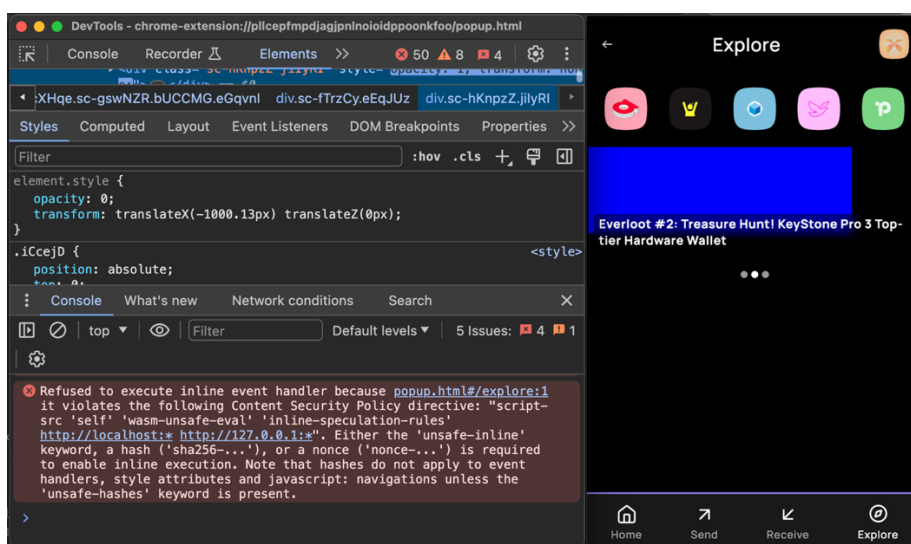 DevTools - chrome-extension://pllcepfmpdjagjpnlnoioidppoonkfoo/popup.html
Console Recorder Elements >> 50 8 4
:XHqe.sc-gswNZR.bUCCMG.eGqvnl div.sc-fTrzCy.eEqJUz div.sc-hKnpzZ.jilyRI
Styles Computed Layout Event Listeners DOM Breakpoints Properties >>
Filter :hov .cls
element.style {
opacity: 0;
transform: translateX(-1000.13px) translateZ(0px);
}
.iCcejD { <style>
position: absolute;
top: 0;
Console What's new Network conditions Search
top Filter Default levels 5 Issues: 4 1
Refused to execute inline event handler because popup.html#/explore:1
it violates the following Content Security Policy directive: "script-
src 'self' 'wasm-unsafe-eval' 'inline-speculation-rules'
http://localhost:* http://127.0.0.1:*". Either the 'unsafe-inline'
keyword, a hash ('sha256-...'), or a nonce ('nonce-...') is required
to enable inline execution. Note that hashes do not apply to event
handlers, style attributes and javascript: navigations unless the
'unsafe-hashes' keyword is present.
>
Explore
Everloot #2: Treasure Hunt! KeyStone Pro 3 Top-
tier Hardware Wallet
Home Send Receive Explore